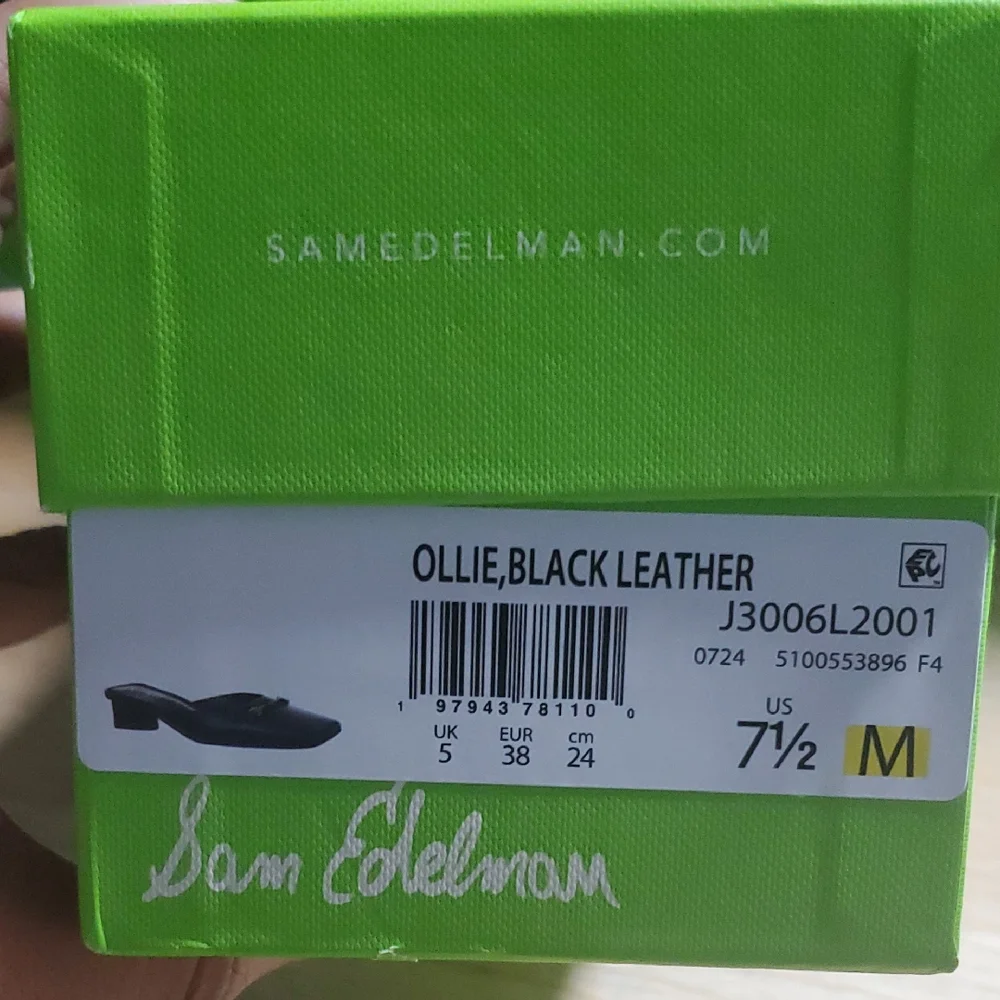 SAMEDELMAN.COM
OLLIE,BLACK LEATHER
J3006L2001
0724 5100553896 F4
1 97943 78110 0
UK EUR cm
5 38 24
US
7½ M
Sam Edelman